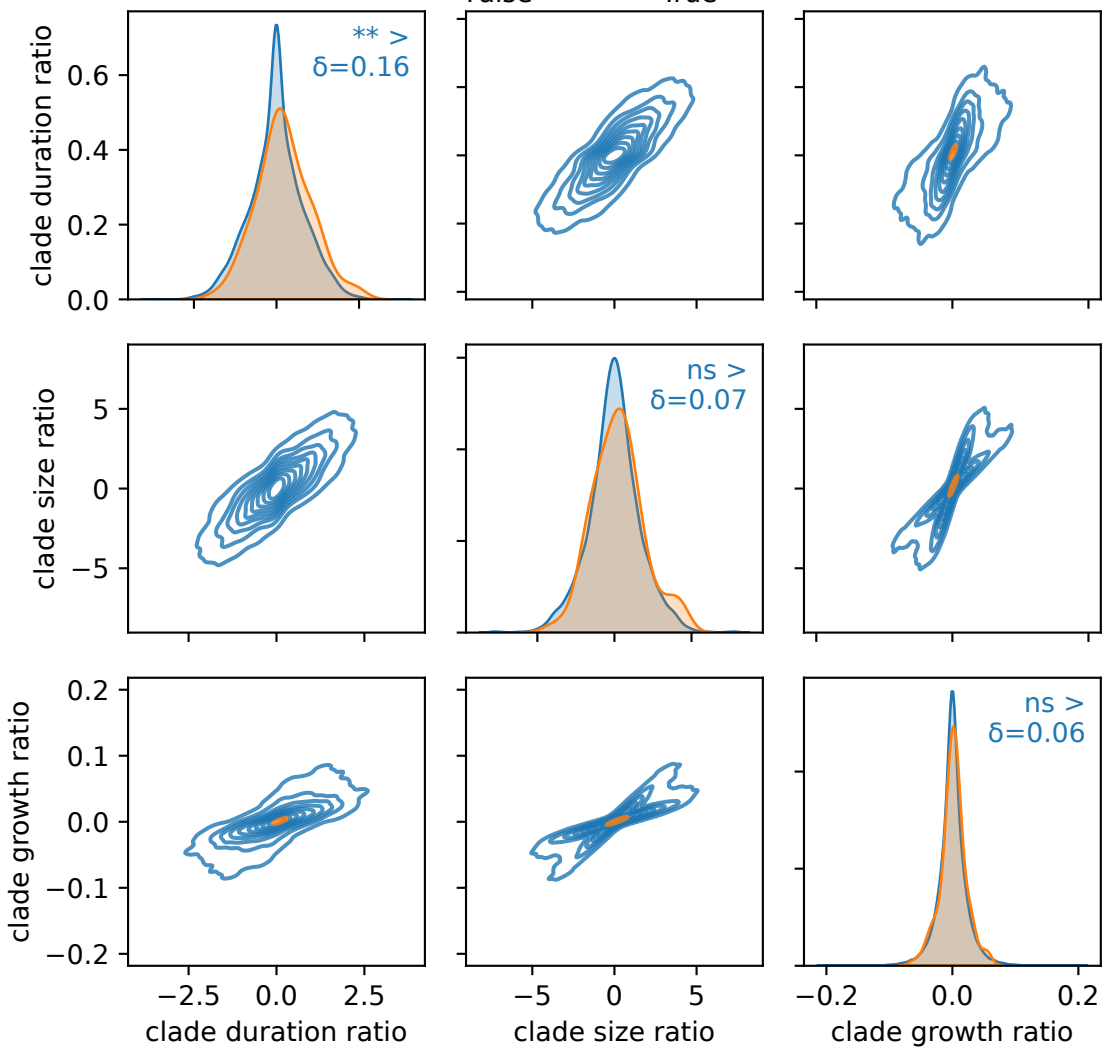 ** >
δ=0.16
clade duration ratio
0.6
0.4
0.2
0.0
ns >
δ=0.07
clade size ratio
5
0
−5
ns >
δ=0.06
clade growth ratio
0.2
0.1
0.0
−0.1
−0.2
−2.5 0.0 2.5 −5 0 5 −0.2 0.0 0.2
clade duration ratio clade size ratio clade growth ratio